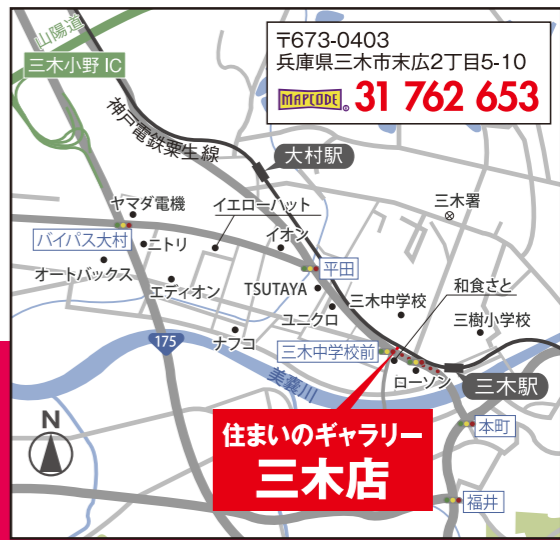 〒673-0403
兵庫県三木市末広2丁目5-10
MAPCODE® 31 762 653
山陽道
三木小野IC
神戸電鉄粟生線
大村駅
三木署
ヤマダ電機
イエローハット
バイパス大村
ニトリ
イオン
平田
オートバックス
エディオン
TSUTAYA
和食さと
三木中学校
ユニクロ
三樹小学校
ナフコ
175
三木中学校前
美嚢川
ローソン
三木駅
住まいのギャラリー
三木店
本町
N
福井